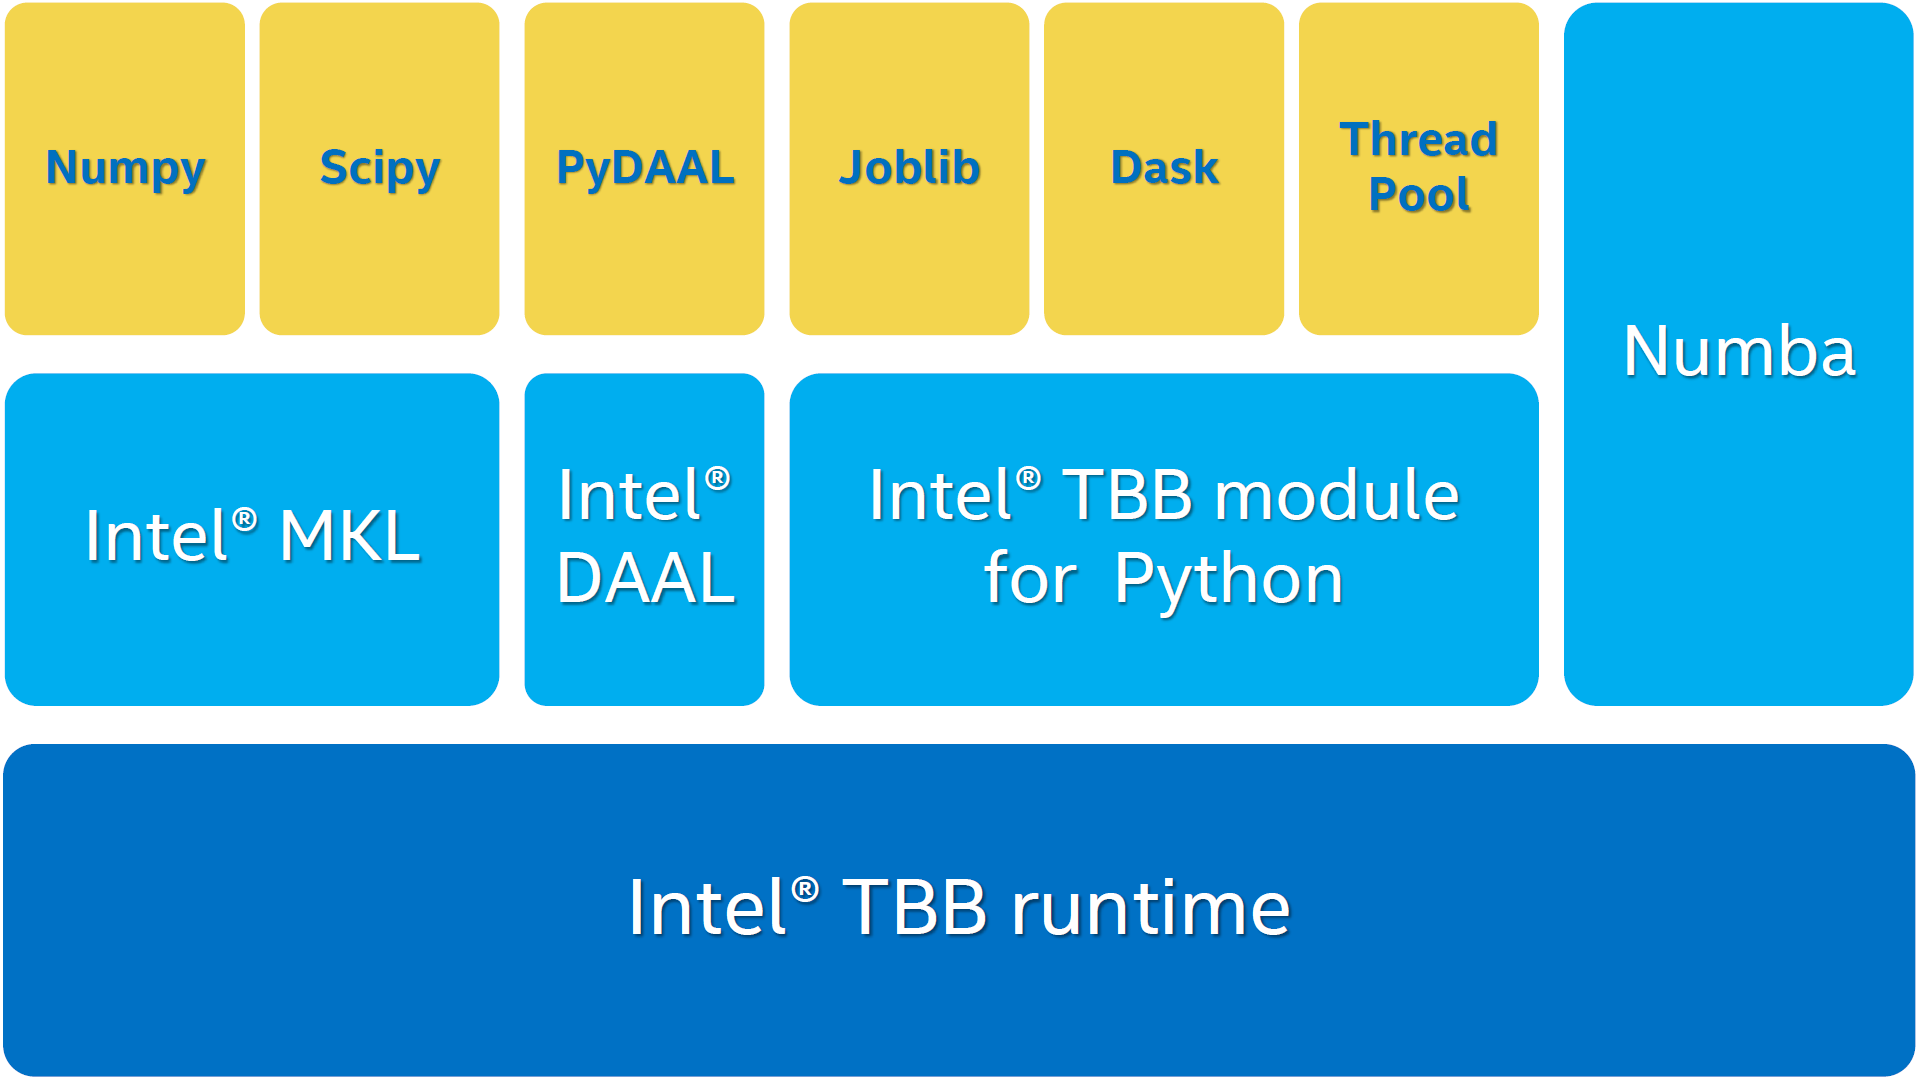 Numpy
Scipy
PyDAAL
Joblib
Dask
Thread
Pool
Numba
Intel® MKL
Intel®
DAAL
Intel® TBB module
for Python
Intel® TBB runtime